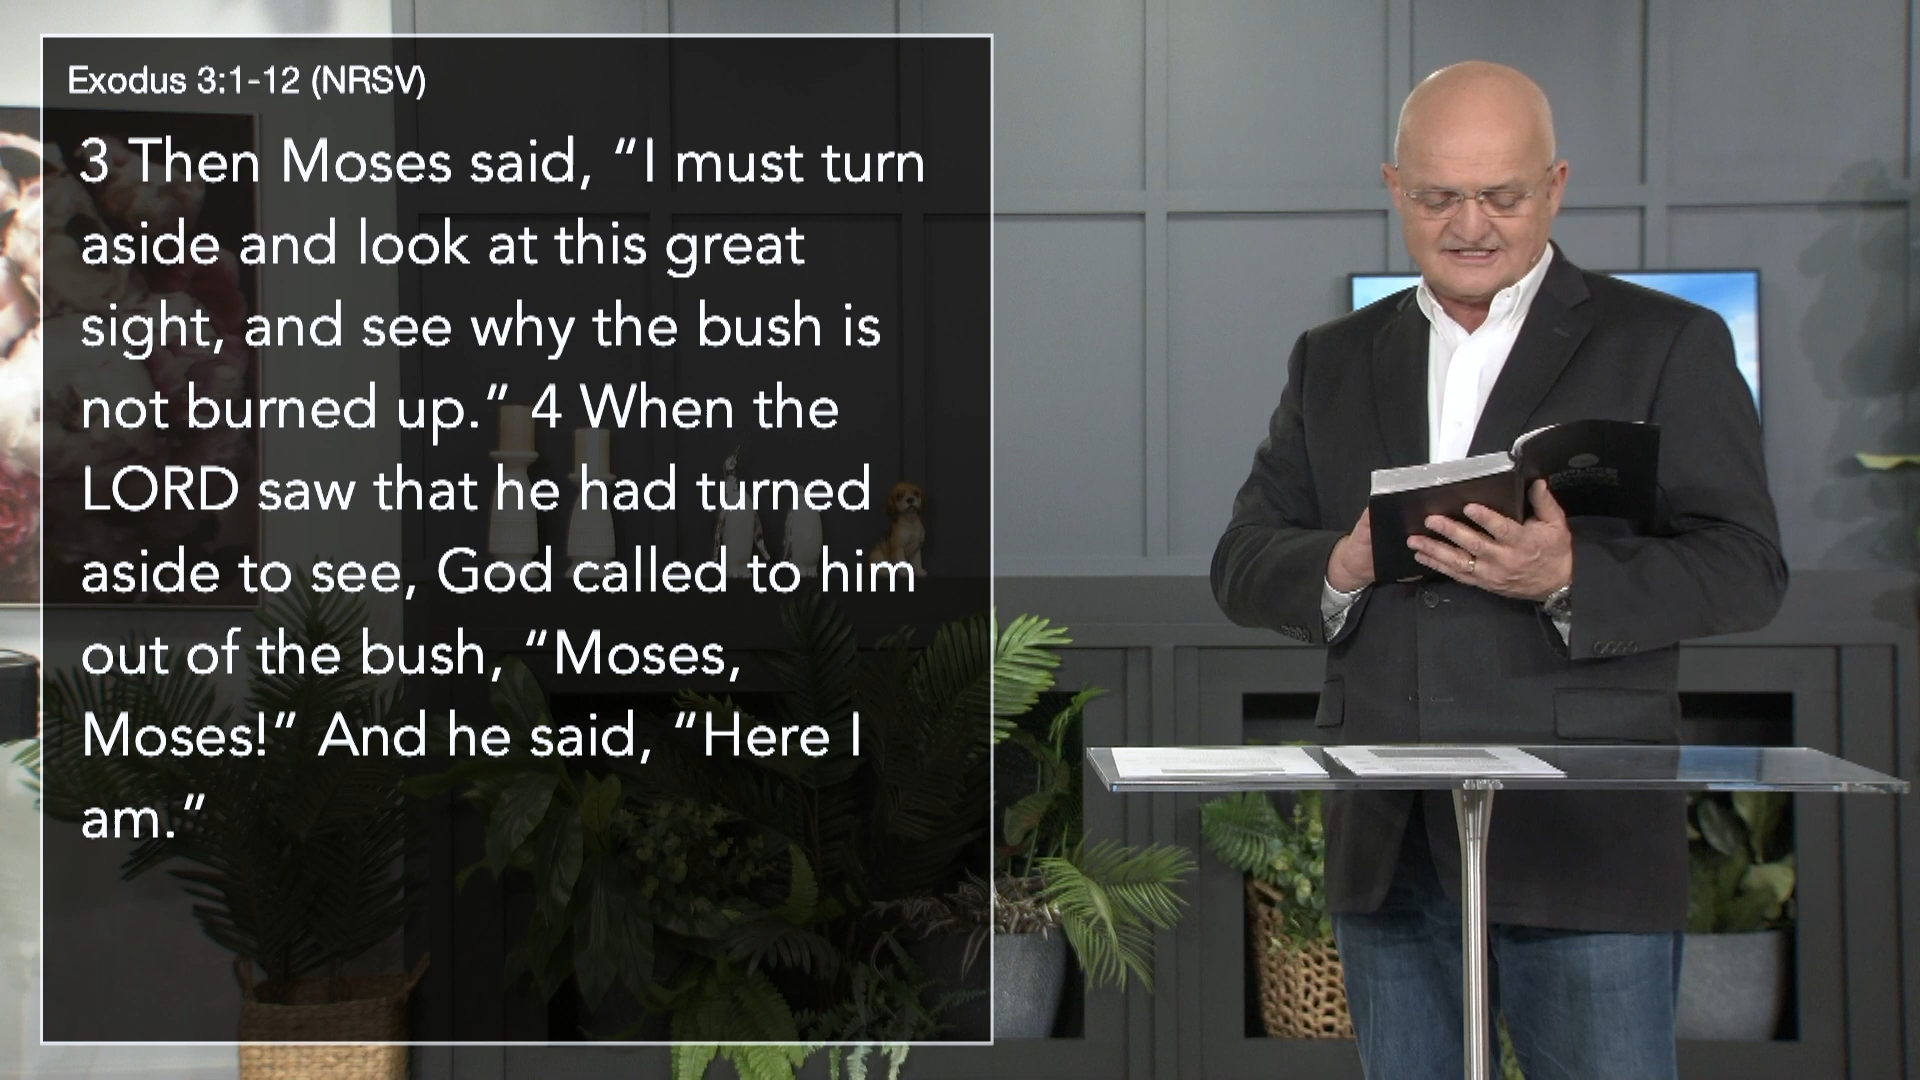 Exodus 3:1-12 (NRSV)
3 Then Moses said, “I must turn
aside and look at this great
sight, and see why the bush is
not burned up.” 4 When the
LORD saw that he had turned
aside to see, God called to him
out of the bush, “Moses,
Moses!” And he said, “Here I
am.”